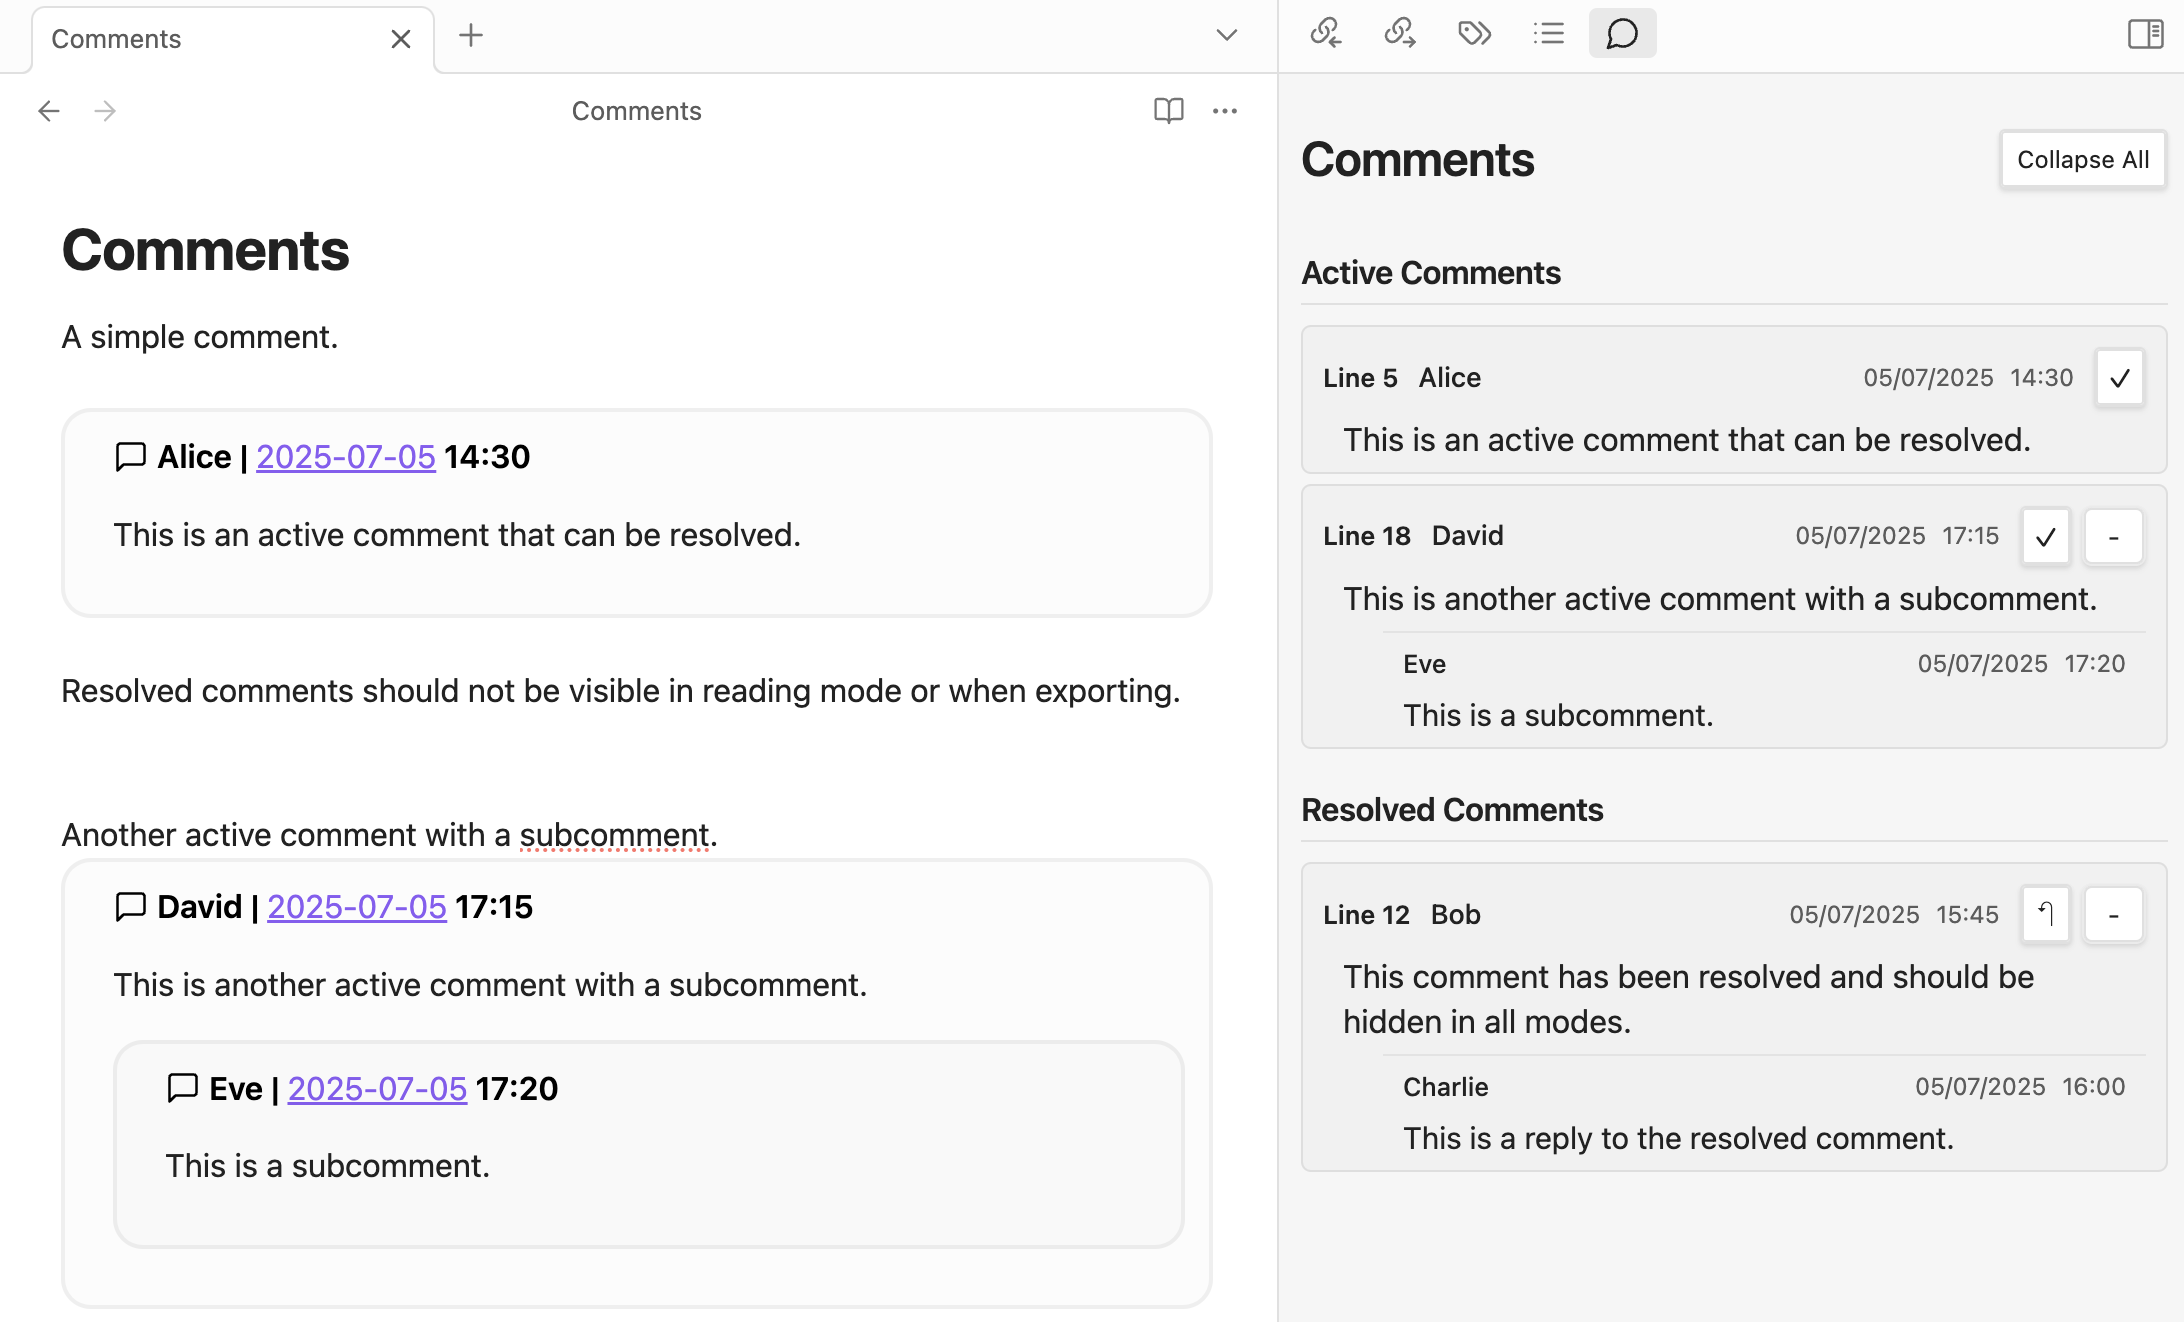 Comments
Comments
Comments
A simple comment.
Alice | 2025-07-05 14:30
This is an active comment that can be resolved.
Resolved comments should not be visible in reading mode or when exporting.
Another active comment with a subcomment.
David | 2025-07-05 17:15
This is another active comment with a subcomment.
Eve | 2025-07-05 17:20
This is a subcomment.
Comments
Collapse All
Active Comments
Line 5 Alice 05/07/2025 14:30
This is an active comment that can be resolved.
Line 18 David 05/07/2025 17:15 -
This is another active comment with a subcomment.
Eve 05/07/2025 17:20
This is a subcomment.
Resolved Comments
Line 12 Bob 05/07/2025 15:45 -
This comment has been resolved and should be
hidden in all modes.
Charlie 05/07/2025 16:00
This is a reply to the resolved comment.